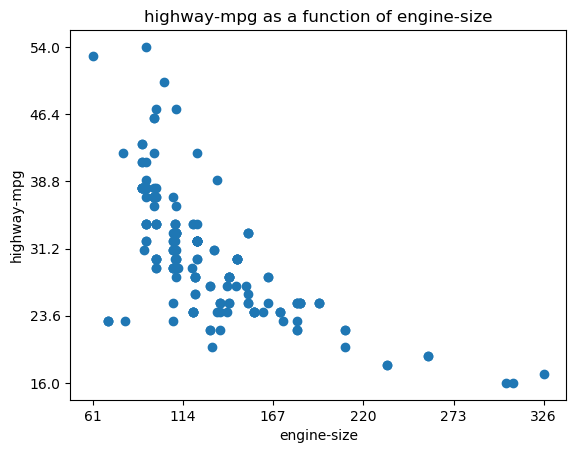 highway-mpg as a function of engine-size
highway-mpg
54.0
46.4
38.8
31.2
23.6
16.0
61 114 167 220 273 326
engine-size